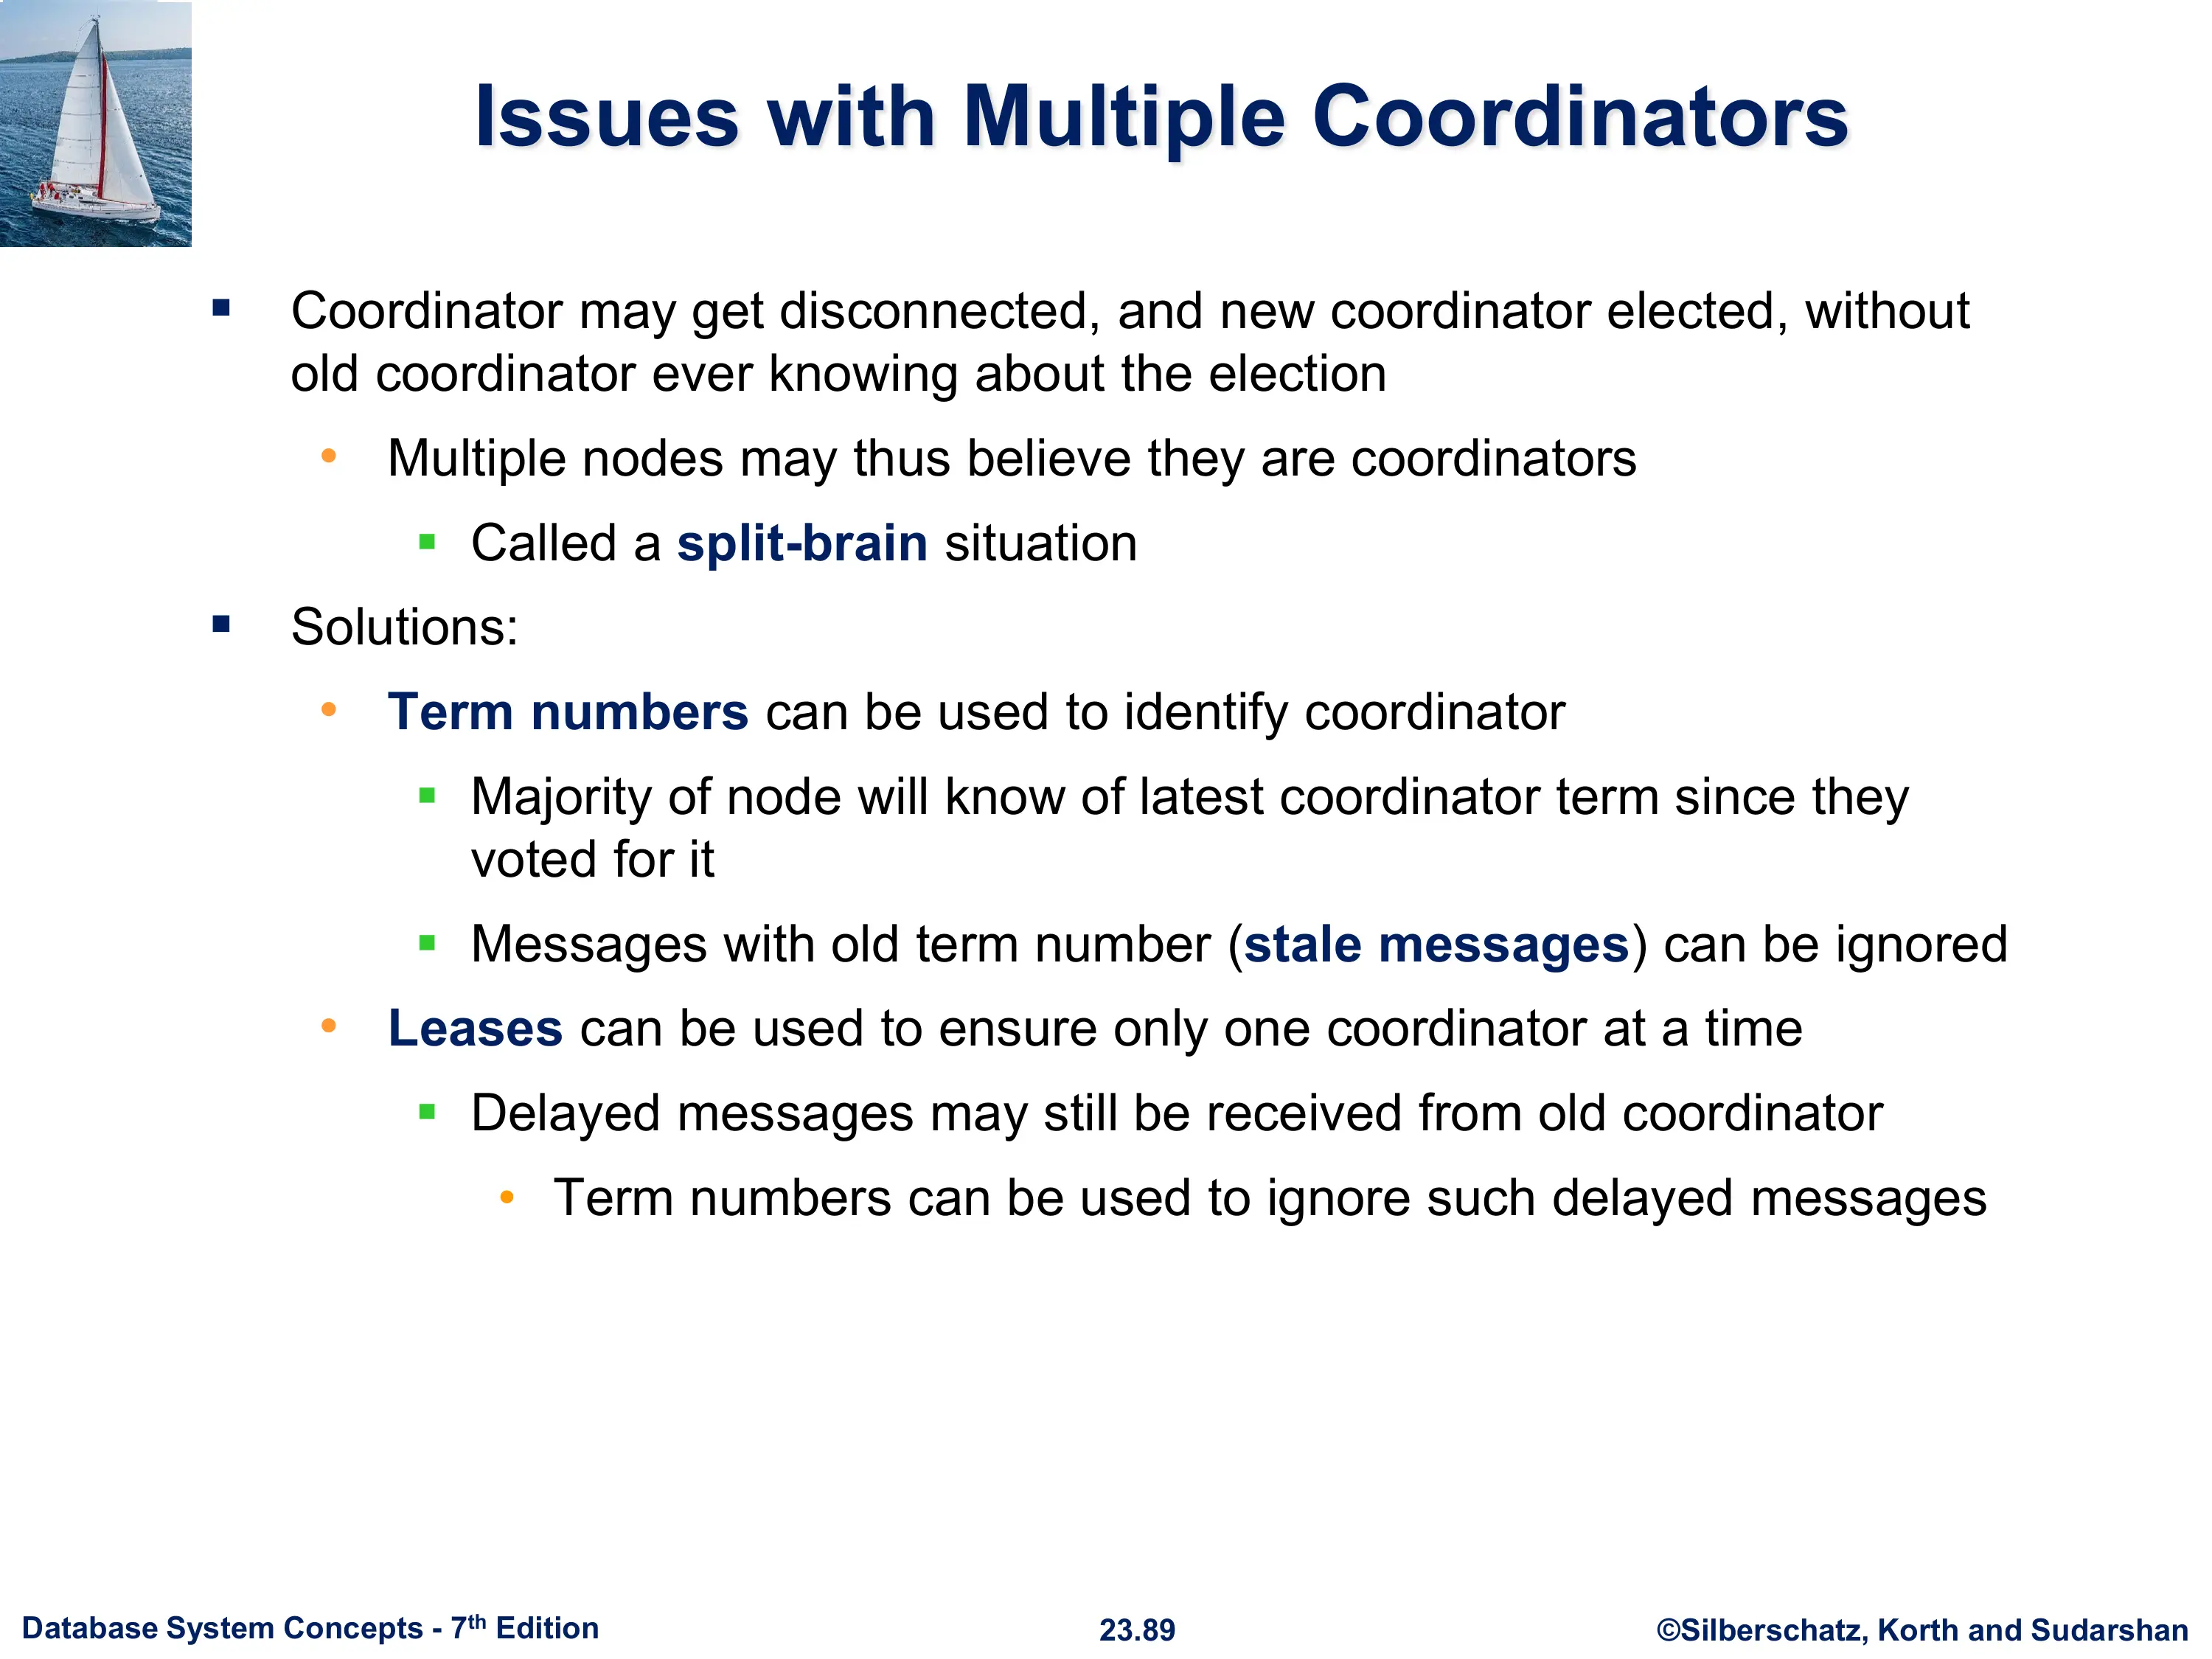 Issues with Multiple Coordinators
▪ Coordinator may get disconnected, and new coordinator elected, without
old coordinator ever knowing about the election
• Multiple nodes may thus believe they are coordinators
▪ Called a split-brain situation
▪ Solutions:
• Term numbers can be used to identify coordinator
▪ Majority of node will know of latest coordinator term since they
voted for it
▪ Messages with old term number (stale messages) can be ignored
• Leases can be used to ensure only one coordinator at a time
▪ Delayed messages may still be received from old coordinator
• Term numbers can be used to ignore such delayed messages
Database System Concepts - 7th Edition
23.89
©Silberschatz, Korth and Sudarshan